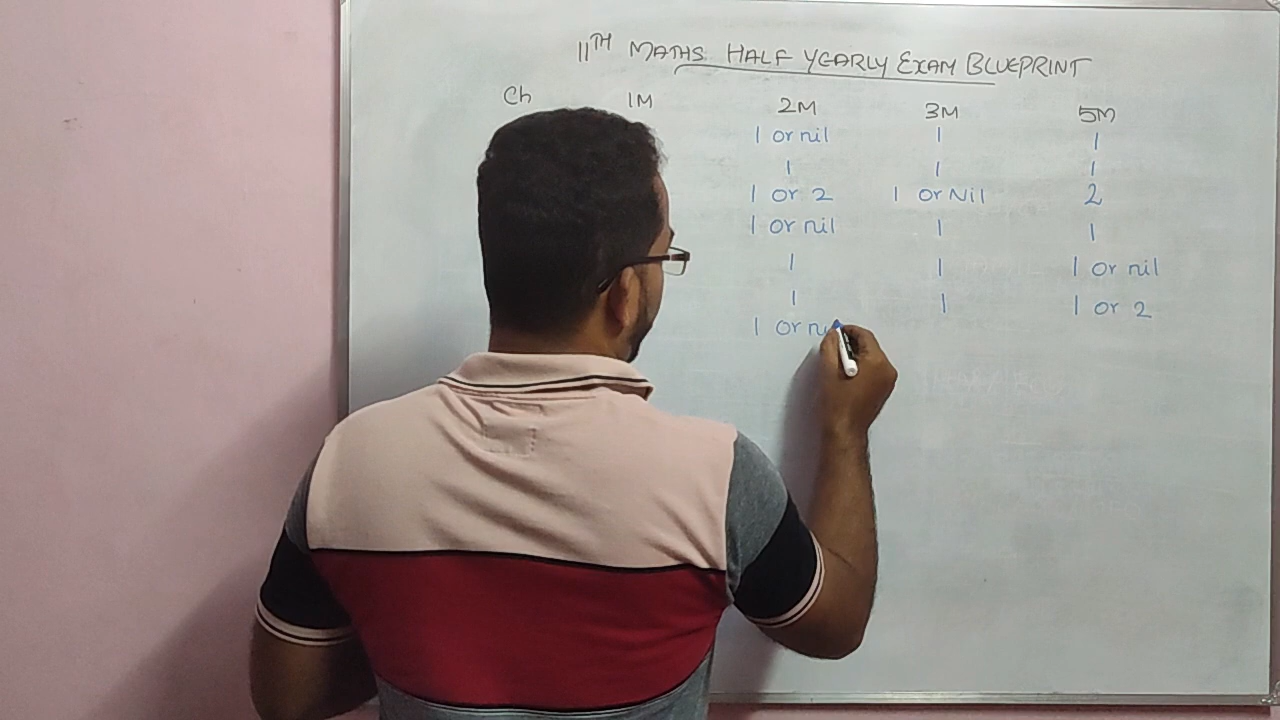 11TH MATHS HALF YEARLY EXAM BLUEPRINT
Ch 1M 2M 3M 5M
1 or nil 1 1
1 1 1
1 or 2 1 or Nil 2
1 or nil 1 1
1 1 1 or nil
1 1 1 or 2
1 or